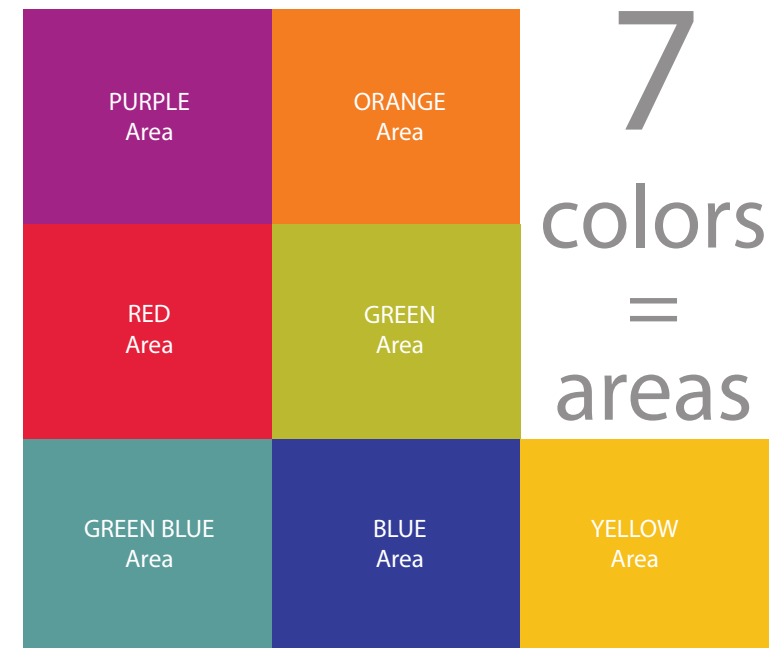 PURPLE
Area
ORANGE
Area
7
colors
=
areas
RED
Area
GREEN
Area
GREEN BLUE
Area
BLUE
Area
YELLOW
Area